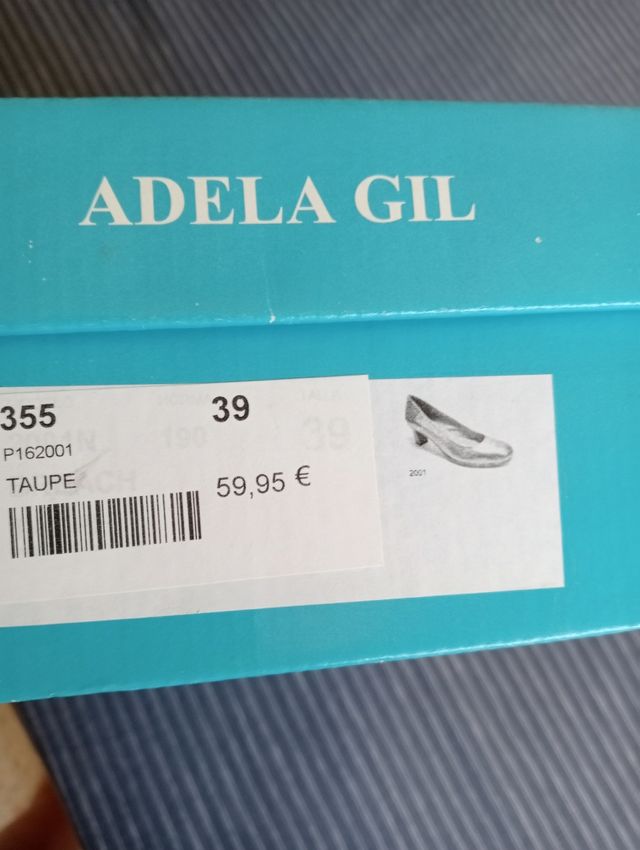 ADELA GIL
355 39
P162001
TAUPE
59,95 €
2001